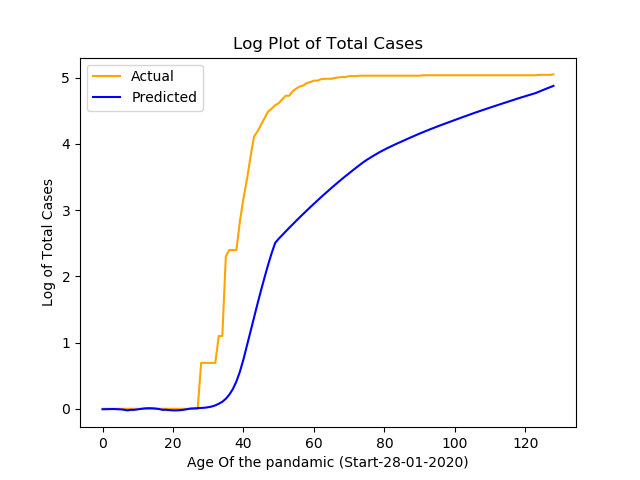 Log Plot of Total Cases
Actual
Predicted
Log of Total Cases
5
4
3
2
1
0
0 20 40 60 80 100 120
Age Of the pandamic (Start-28-01-2020)